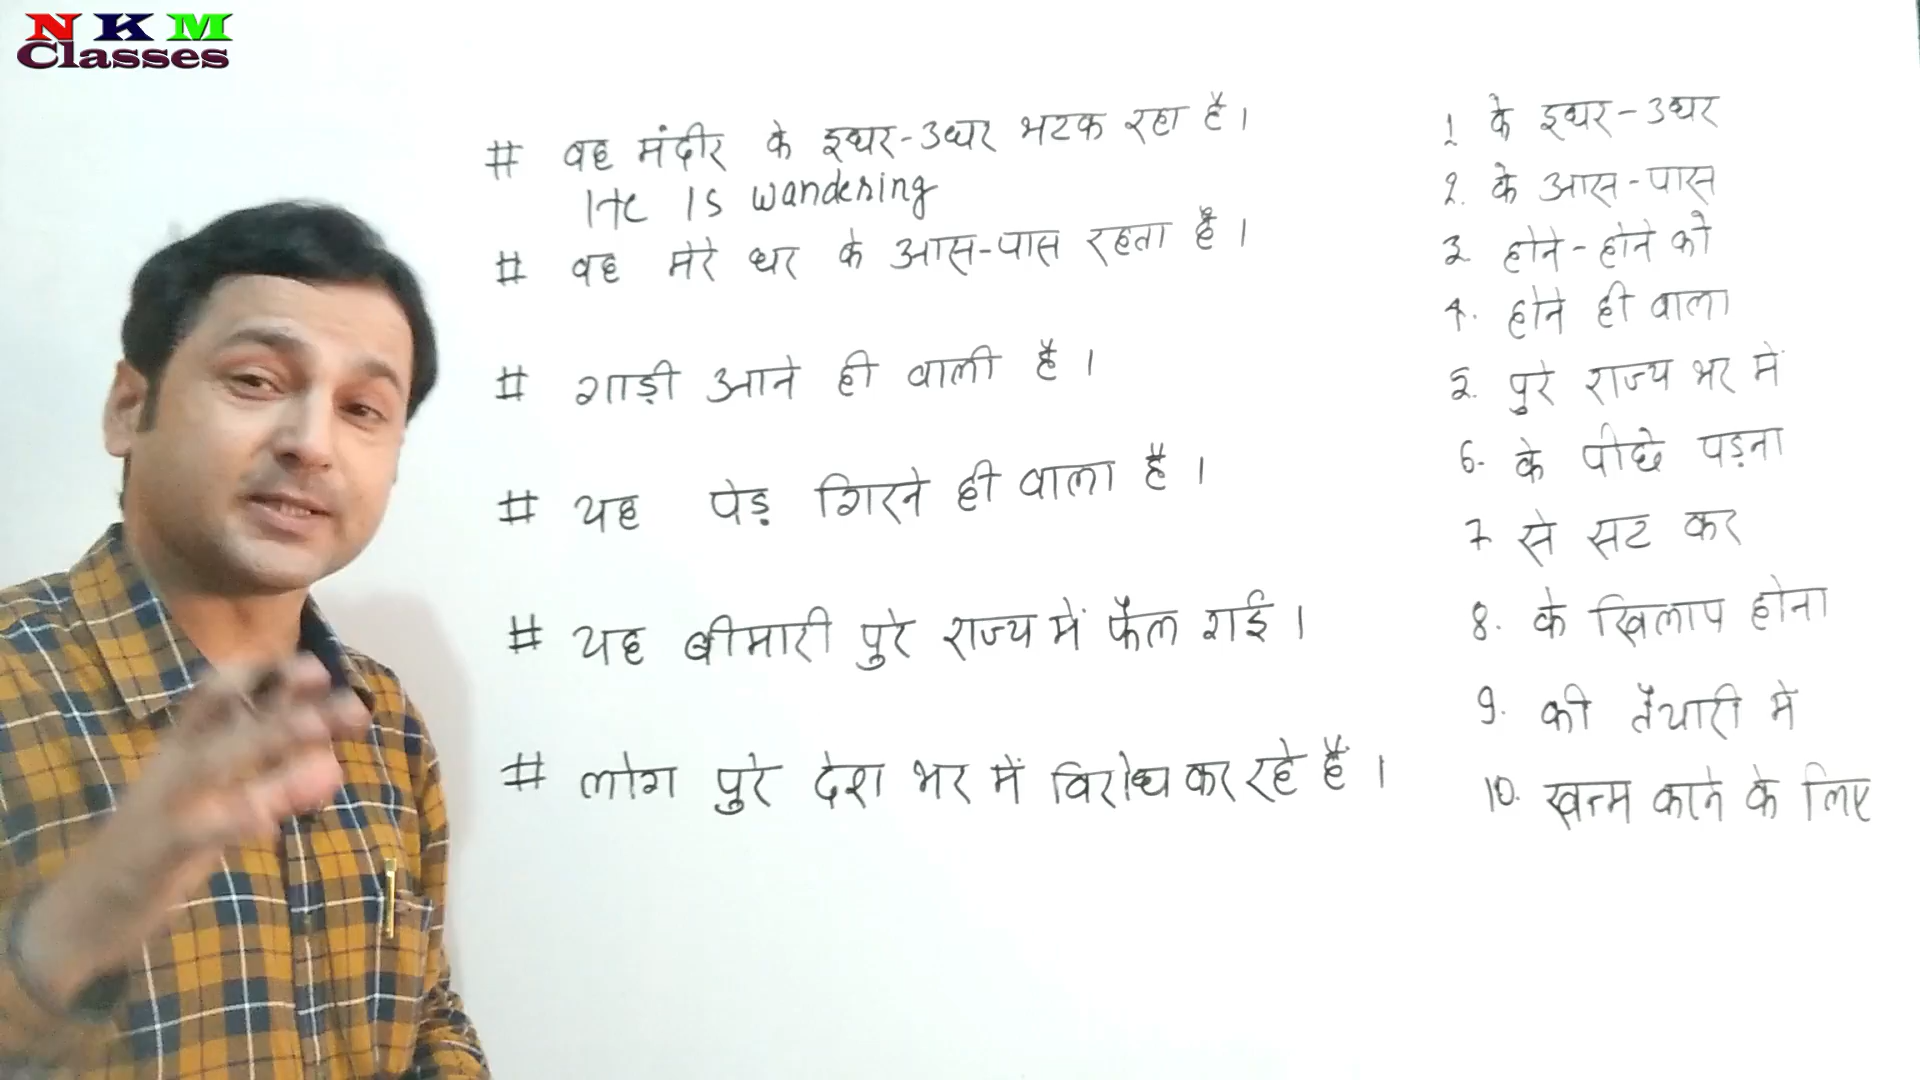 NKM
Classes
# वह मंदीर के इधर-उधर भटक रहा है।
He Is wandering
# वह मेरे घर के आस-पास रहता है।
# गाड़ी आने ही वाली है।
# यह पेड़ गिरने ही वाला है।
# यह बीमारी पुरे राज्य में फैल गई।
# लोग पुरे देश भर में विरोध कर रहे हैं।
1. के इधर-उधर
2. के आस-पास
3. होने-होने को
4. होने ही वाला
5. पुरे राज्य भर में
6. के पीछे पड़ना
7. से सट कर
8. के खिलाप होना
9. की तैयारी में
10. खत्म करने के लिए